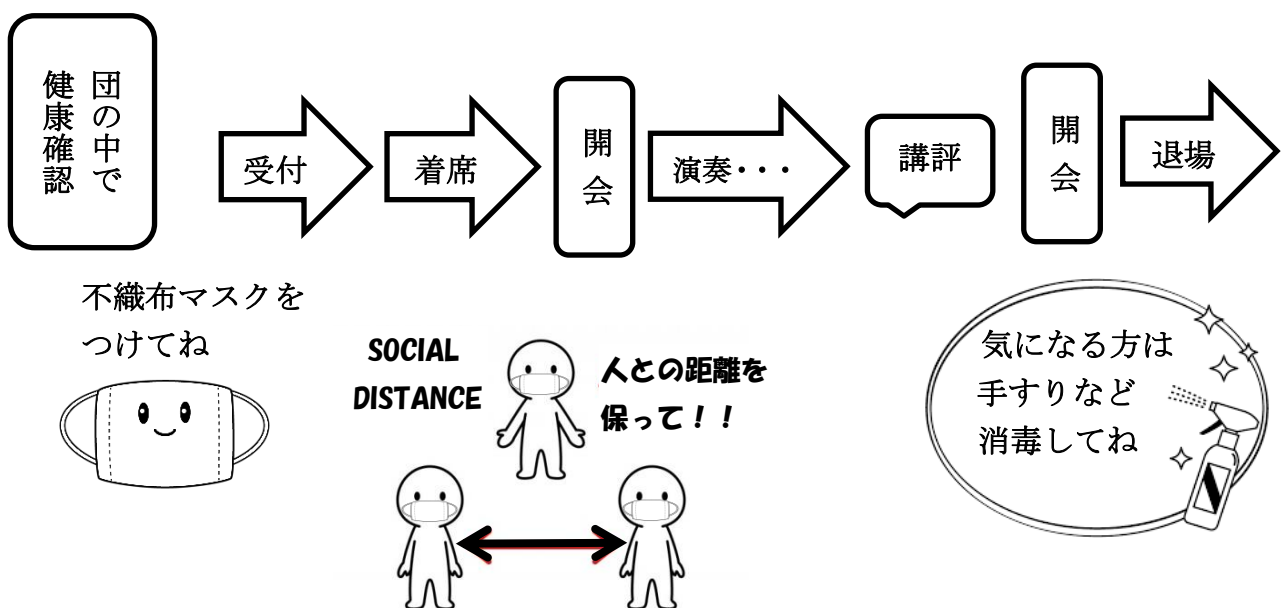 団の中で
健康確認
受付
着席
開会
演奏・・・
講評
開会
退場
不織布マスクを
つけてね
SOCIAL
DISTANCE
人との距離を
保って！！
気になる方は
手すりなど
消毒してね